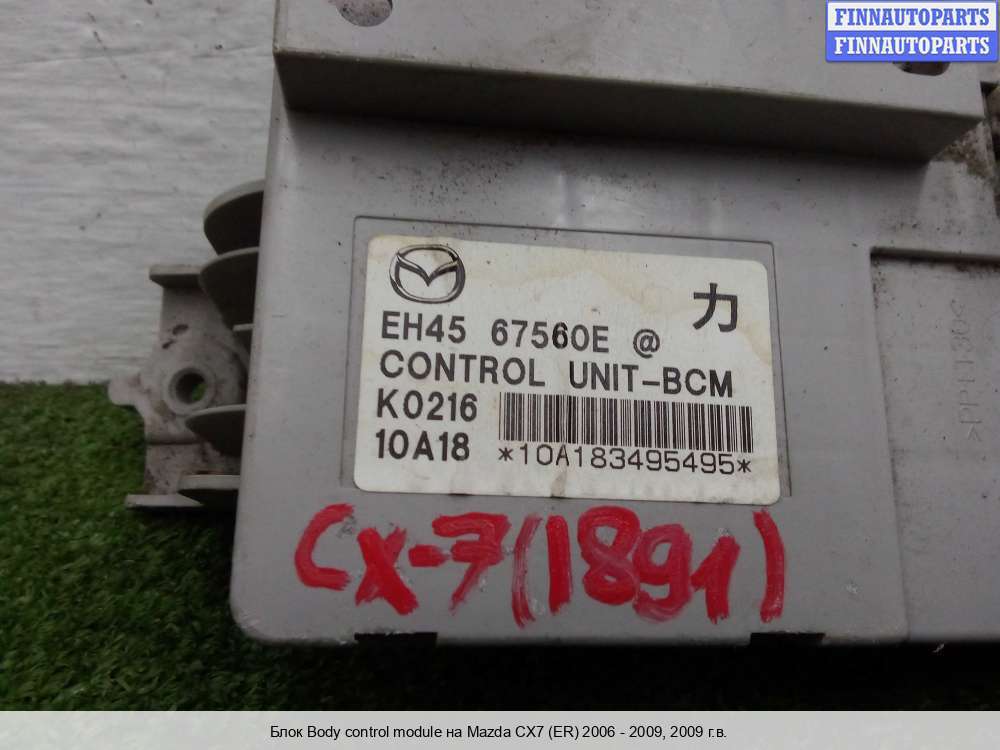 FINNAUTOPARTS
FINNAUTOPARTS
カ
EH45 67560E @
CONTROL UNIT-BCM
K0216
10A18 *10A183495495*
CX-7(1891)
Блок Body control module на Mazda CX7 (ER) 2006 - 2009, 2009 г.в.